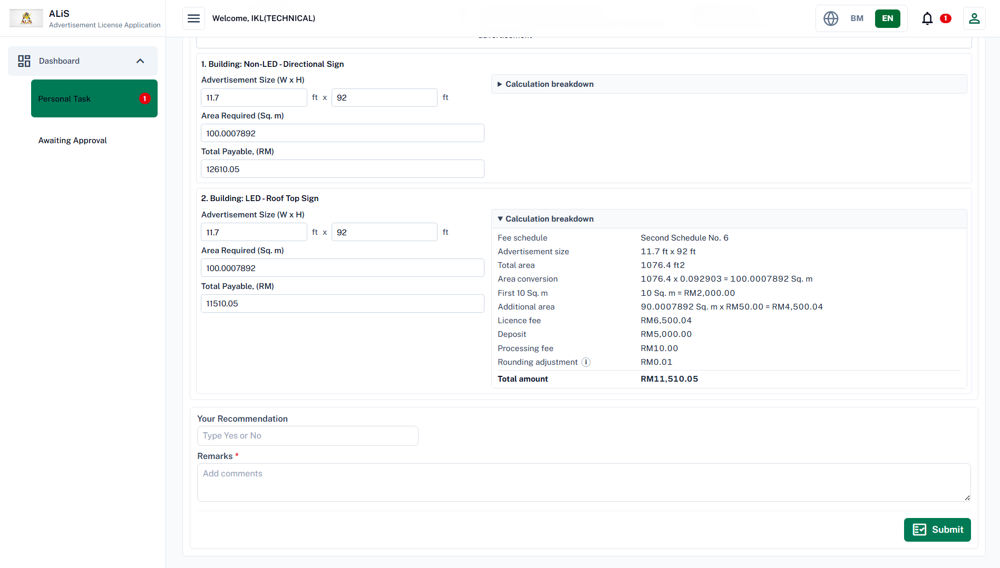 ALiS
Advertisement License Application
Welcome, IKL(TECHNICAL)
BM
EN
1
Dashboard
Personal Task
1
Awaiting Approval
advertisement
1. Building: Non-LED - Directional Sign
Advertisement Size (W x H)
11.7 ft x 92 ft
Area Required (Sq. m)
100.0007892
Total Payable, (RM)
12610.05
Calculation breakdown
2. Building: LED - Roof Top Sign
Advertisement Size (W x H)
11.7 ft x 92 ft
Area Required (Sq. m)
100.0007892
Total Payable, (RM)
11510.05
Calculation breakdown
Fee schedule Second Schedule No. 6
Advertisement size 11.7 ft x 92 ft
Total area 1076.4 ft2
Area conversion 1076.4 x 0.092903 = 100.0007892 Sq. m
First 10 Sq. m 10 Sq. m = RM2,000.00
Additional area 90.0007892 Sq. m x RM50.00 = RM4,500.04
Licence fee RM6,500.04
Deposit RM5,000.00
Processing fee RM10.00
Rounding adjustment RM0.01
Total amount RM11,510.05
Your Recommendation
Type Yes or No
Remarks *
Add comments
Submit